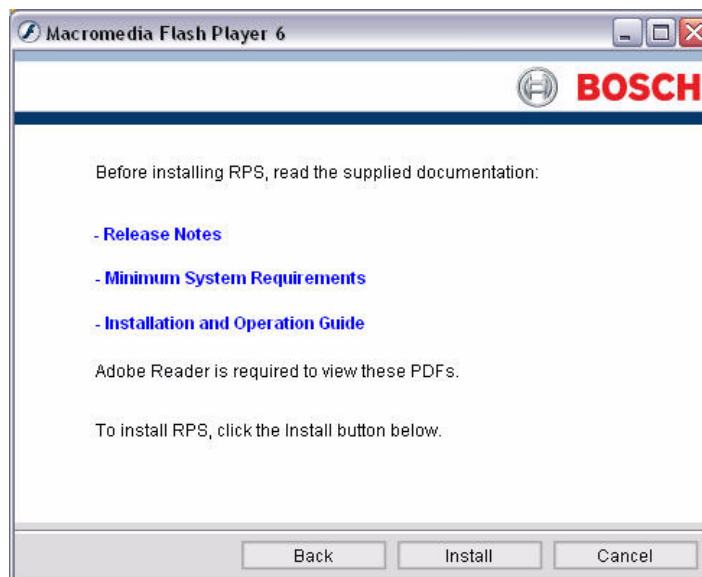 Macromedia Flash Player 6
BOSCH
Before installing RPS, read the supplied documentation:
- Release Notes
- Minimum System Requirements
- Installation and Operation Guide
Adobe Reader is required to view these PDFs.
To install RPS, click the Install button below.
Back Install Cancel